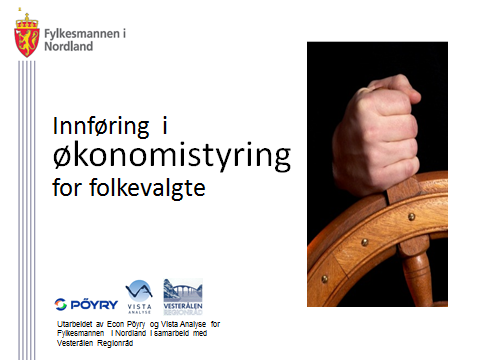 Fylkesmannen i
Nordland
Innføring i
økonomistyring
for folkevalgte
PÖYRY
VISTA
ANALYSE
VESTERÅLEN
REGIONRÅD
Utarbeidet av Econ Pöyry og Vista Analyse for
Fylkesmannen i Nordland i samarbeid med
Vesterålen Regionråd